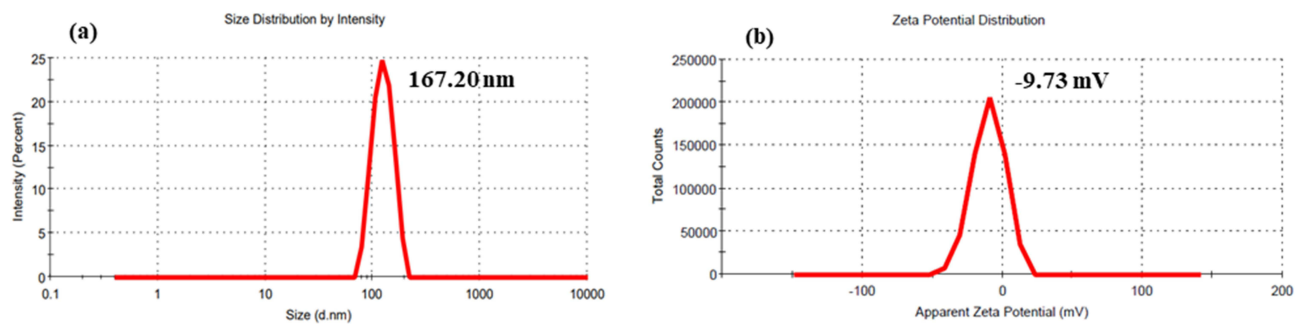 Size Distribution by Intensity
(a)
167.20 nm
25
20
15
10
5
0
Intensity (Percent)
0.1 1 10 100 1000 10000
Size (d.nm)
Zeta Potential Distribution
(b)
-9.73 mV
250000
200000
150000
100000
50000
0
Total Counts
-100 0 100 200
Apparent Zeta Potential (mV)